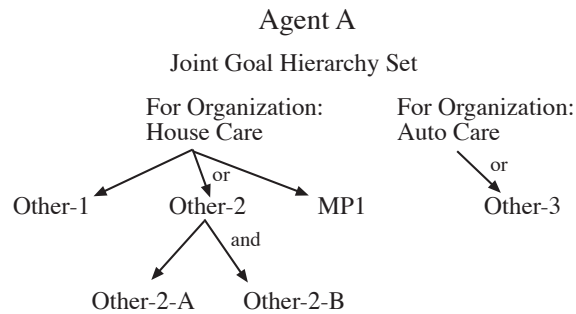 Agent A
Joint Goal Hierarchy Set
For Organization:
House Care
For Organization:
Auto Care
or
or
Other-1
Other-2
MP1
Other-3
and
Other-2-A
Other-2-B